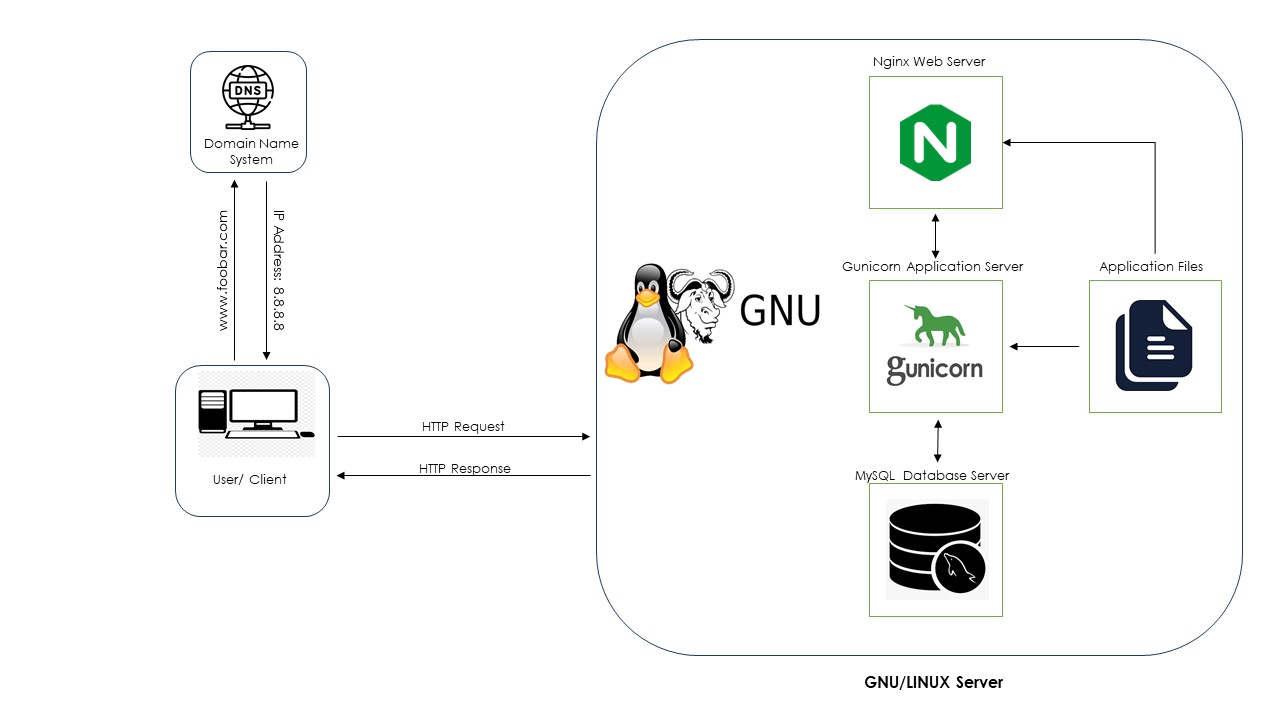 DNS
Domain Name
System
www.foobar.com
IP Address: 8.8.8.8
User/ Client
HTTP Request
HTTP Response
GNU
Nginx Web Server
N
Gunicorn Application Server
gunicorn
Application Files
MySQL Database Server
GNU/LINUX Server